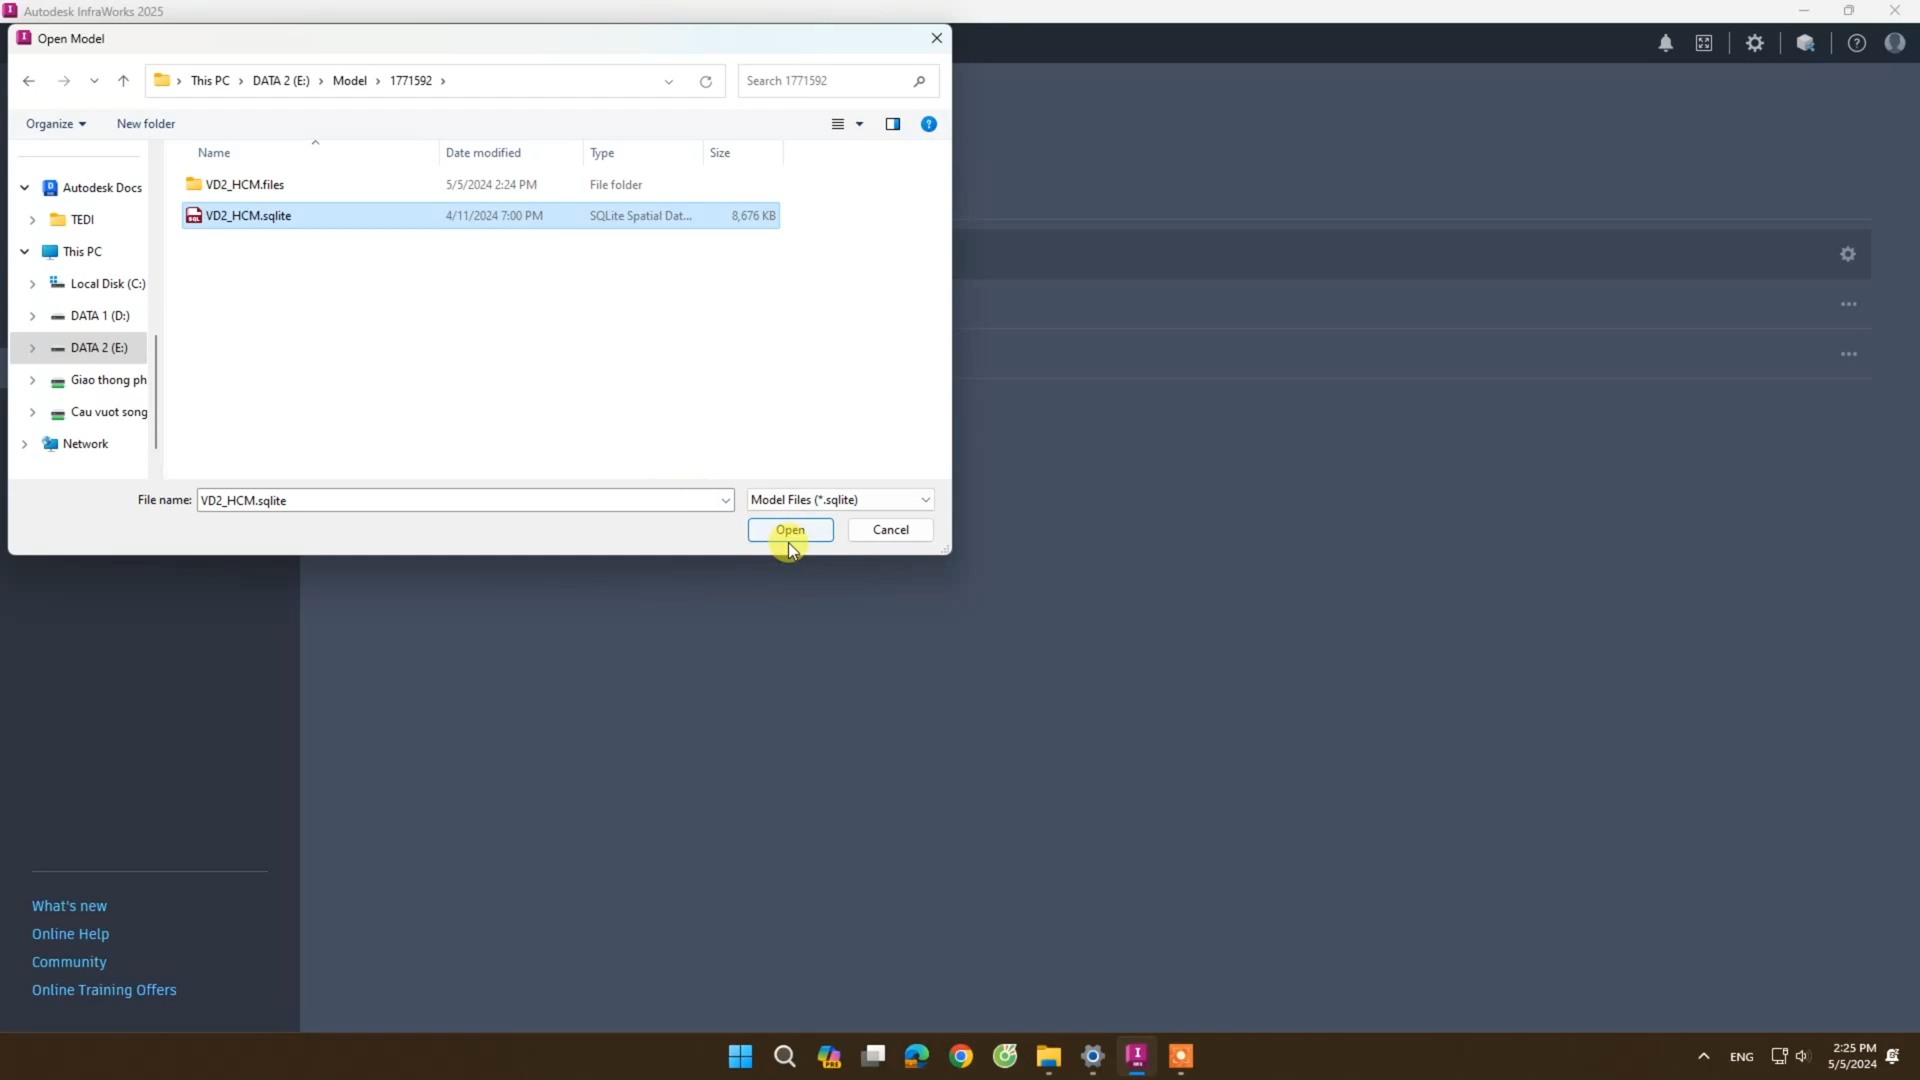 Autodesk InfraWorks 2025
Open Model
This PC > DATA 2 (E:) > Model > 1771592 >
Search 1771592
Organize
New folder
Name
Date modified
Type
Size
VD2_HCM.files
5/5/2024 2:24 PM
File folder
VD2_HCM.sqlite
4/11/2024 7:00 PM
SQLite Spatial Dat...
8,676 KB
Autodesk Docs
TEDI
This PC
Local Disk (C:)
DATA 1 (D:)
DATA 2 (E:)
Giao thong ph
Cau vuot song
Network
File name:
VD2_HCM.sqlite
Model Files (*.sqlite)
Open
Cancel
What's new
Online Help
Community
Online Training Offers
ENG
2:25 PM
5/5/2024